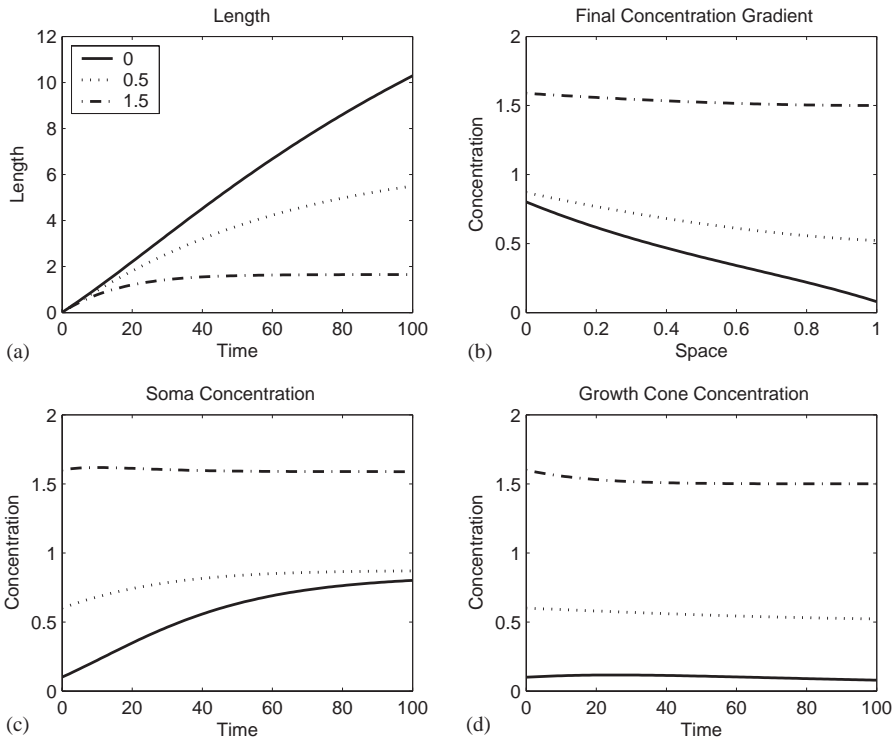 Length
12
10
8
6
4
2
0
0 20 40 60 80 100
Length
Time
0
0.5
1.5
(a)
Final Concentration Gradient
2
1.5
1
0.5
0
0 0.2 0.4 0.6 0.8 1
Concentration
Space
(b)
Soma Concentration
2
1.5
1
0.5
0
0 20 40 60 80 100
Concentration
Time
(c)
Growth Cone Concentration
2
1.5
1
0.5
0
0 20 40 60 80 100
Concentration
Time
(d)